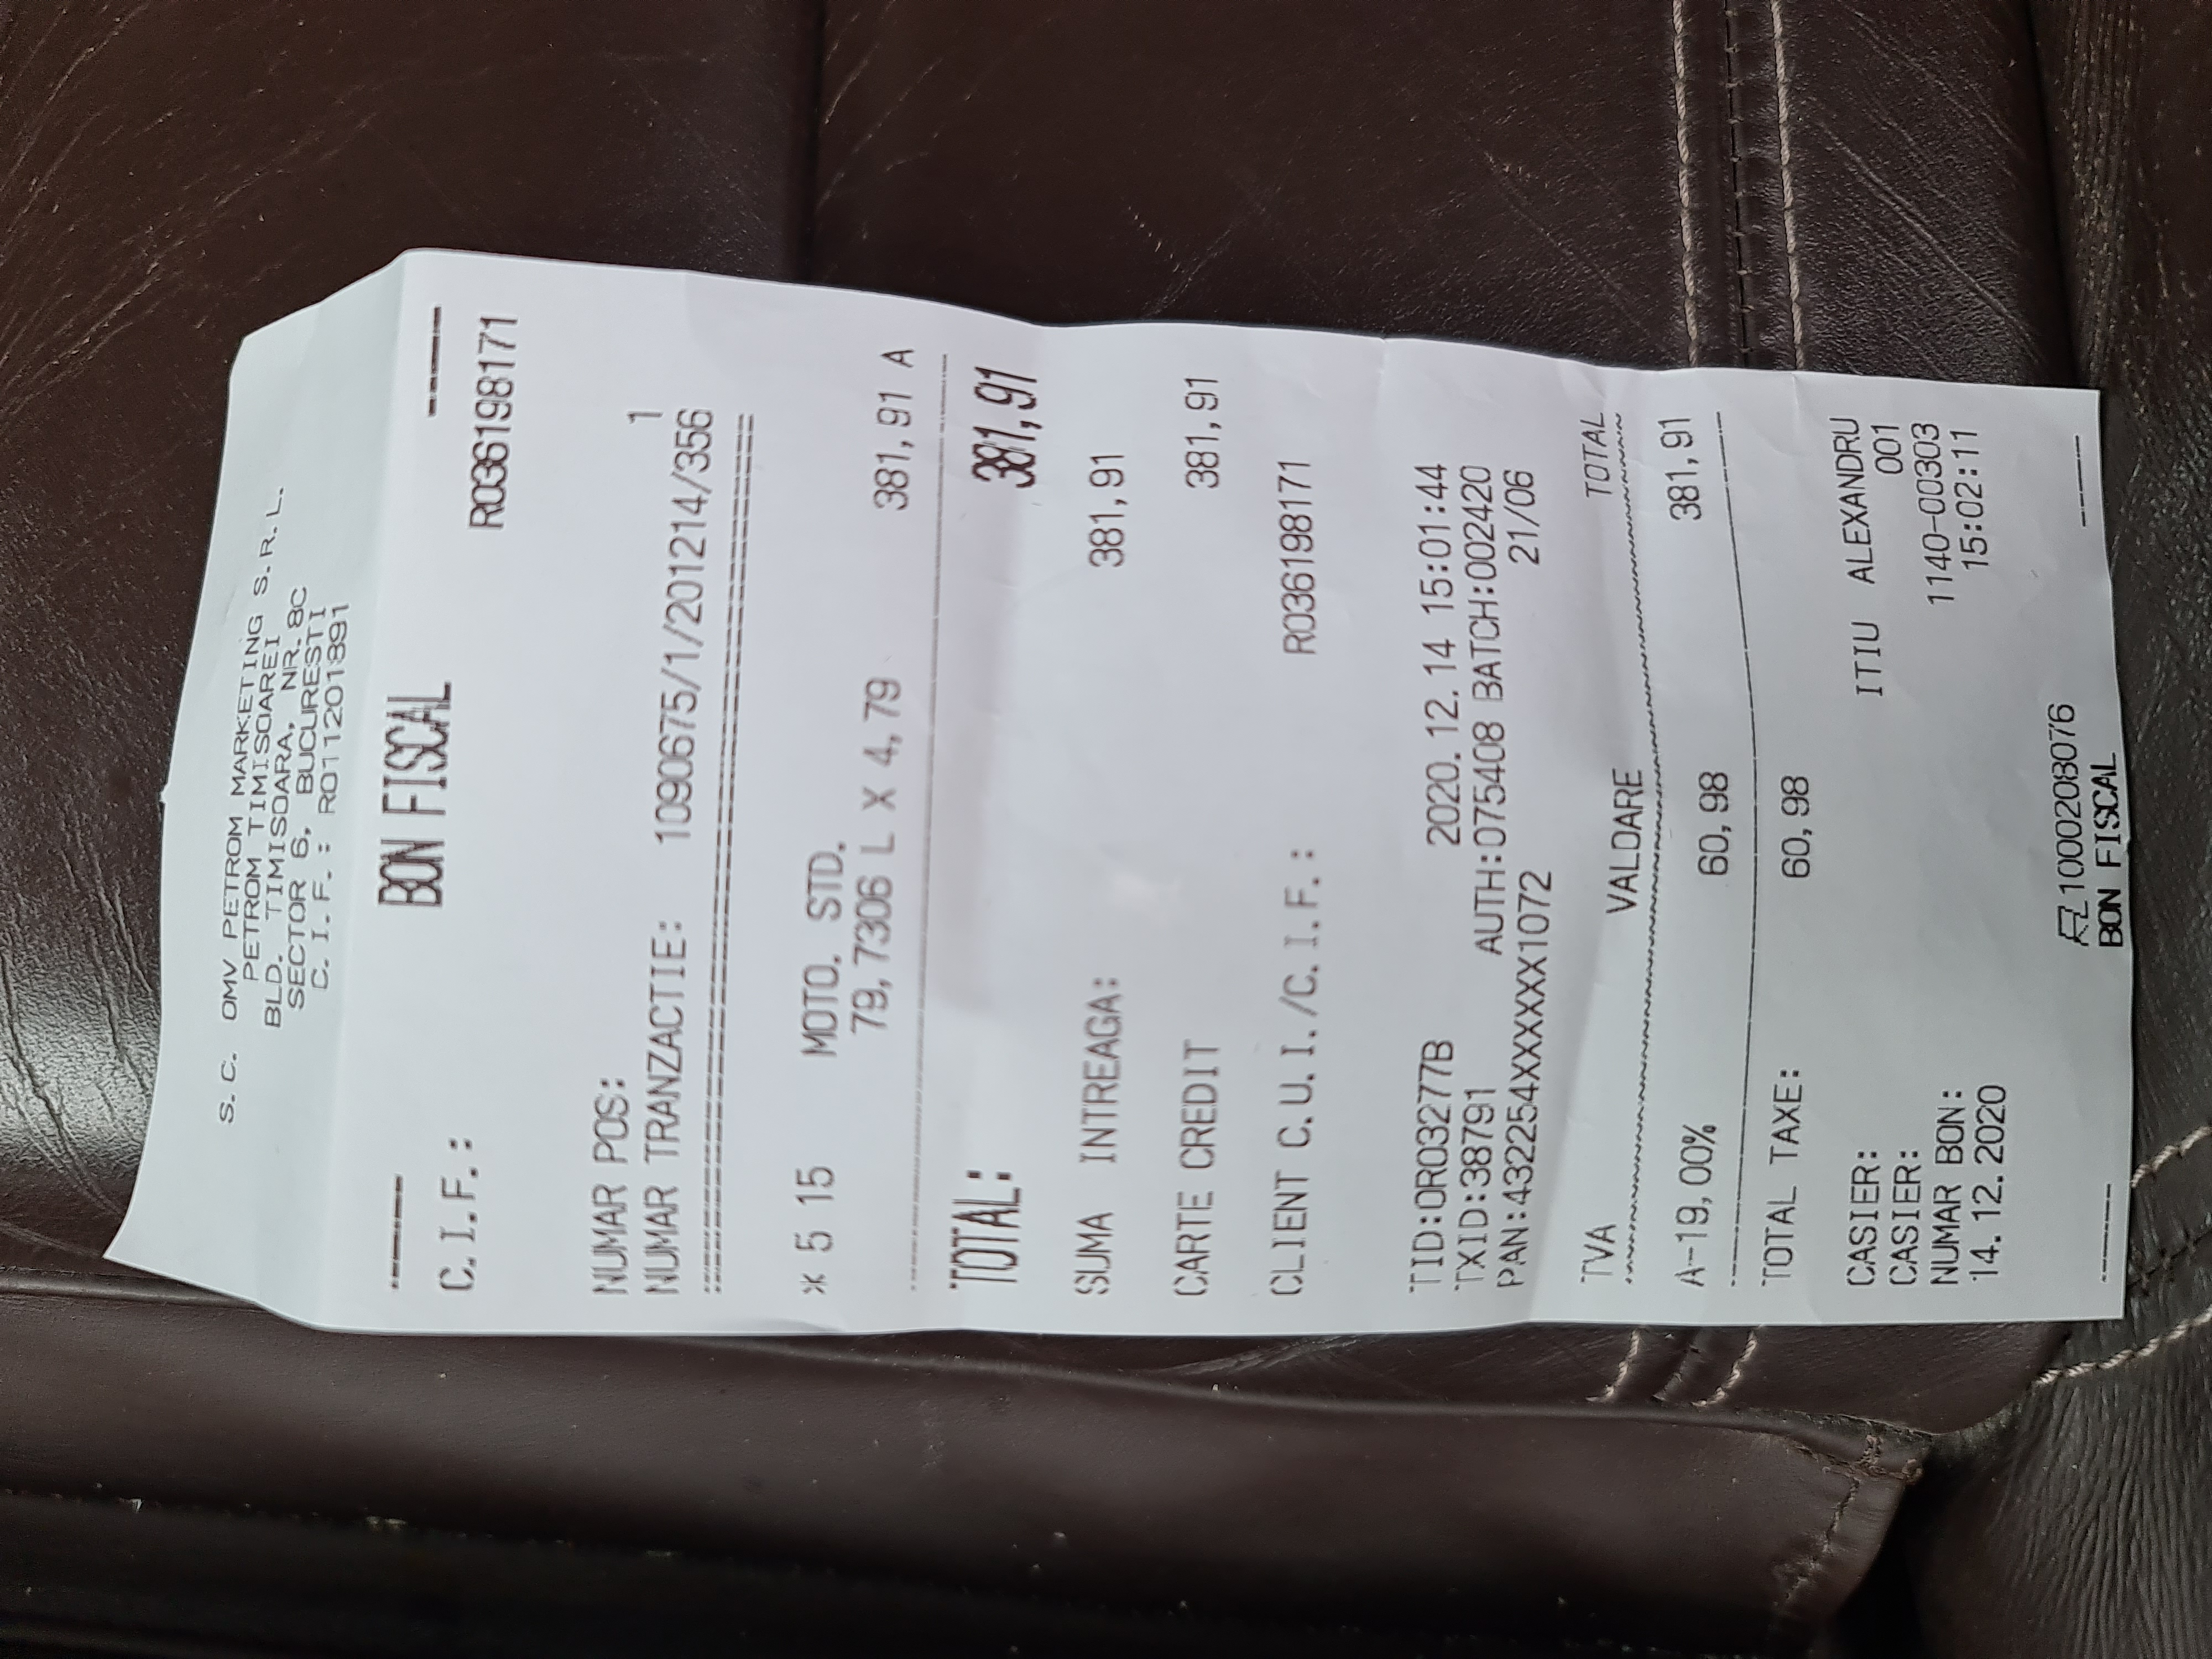 S.C. OMV PETROM MARKETING S.R.L.
PETROM TIMISOAREI
BLD. TIMISOARA, NR.8C
SECTOR 6, BUCURESTI
C.I.F.: RO11201891
BON FISCAL
C.I.F.: RO36198171
NUMAR POS: 1
NUMAR TRANZACTIE: 1090675/1/201214/356
* 5 15 MOTO. STD.
79,7306 L X 4,79 381,91 A
TOTAL: 381,91
SUMA INTREAGA: 381,91
CARTE CREDIT 381,91
CLIENT C.U.I./C.I.F.: RO36198171
TID:0R03277B 2020.12.14 15:01:44
TXID:38791 AUTH:075408 BATCH:002420
PAN:432254XXXXXX1072 21/06
TVA VALOARE TOTAL
A-19,00% 60,98 381,91
TOTAL TAXE: 60,98
CASIER: ITIU ALEXANDRU
CASIER: 001
NUMAR BON: 1140-00303
14.12.2020 15:02:11
1000208076
BON FISCAL